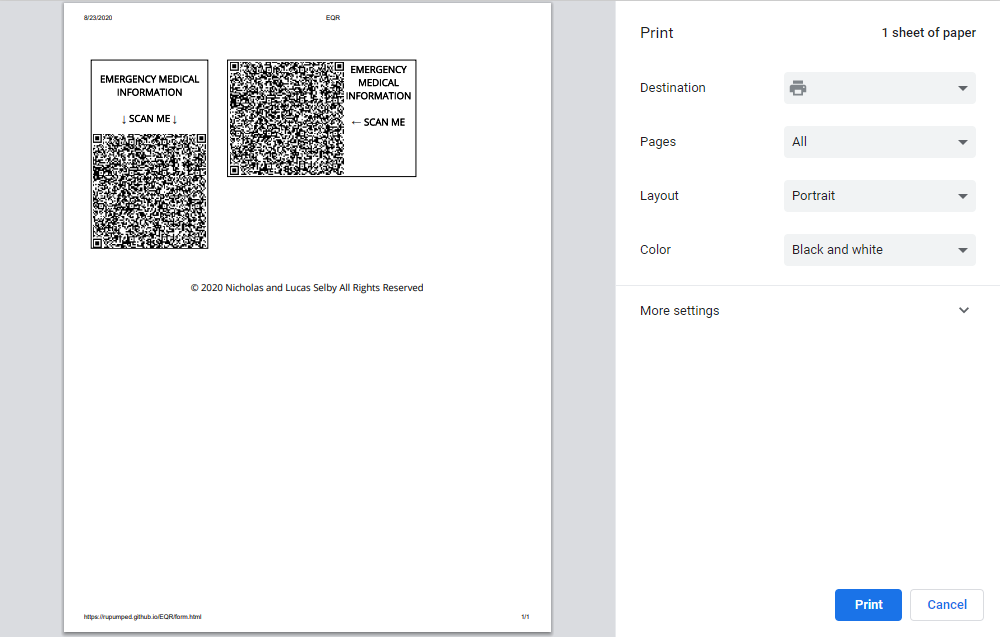 8/23/2020 EQR
EMERGENCY MEDICAL
INFORMATION
↓ SCAN ME ↓
EMERGENCY
MEDICAL
INFORMATION
← SCAN ME
© 2020 Nicholas and Lucas Selby All Rights Reserved
https://rupumped.github.io/EQR/form.html 1/1
Print 1 sheet of paper
Destination
Pages All
Layout Portrait
Color Black and white
More settings
Print Cancel